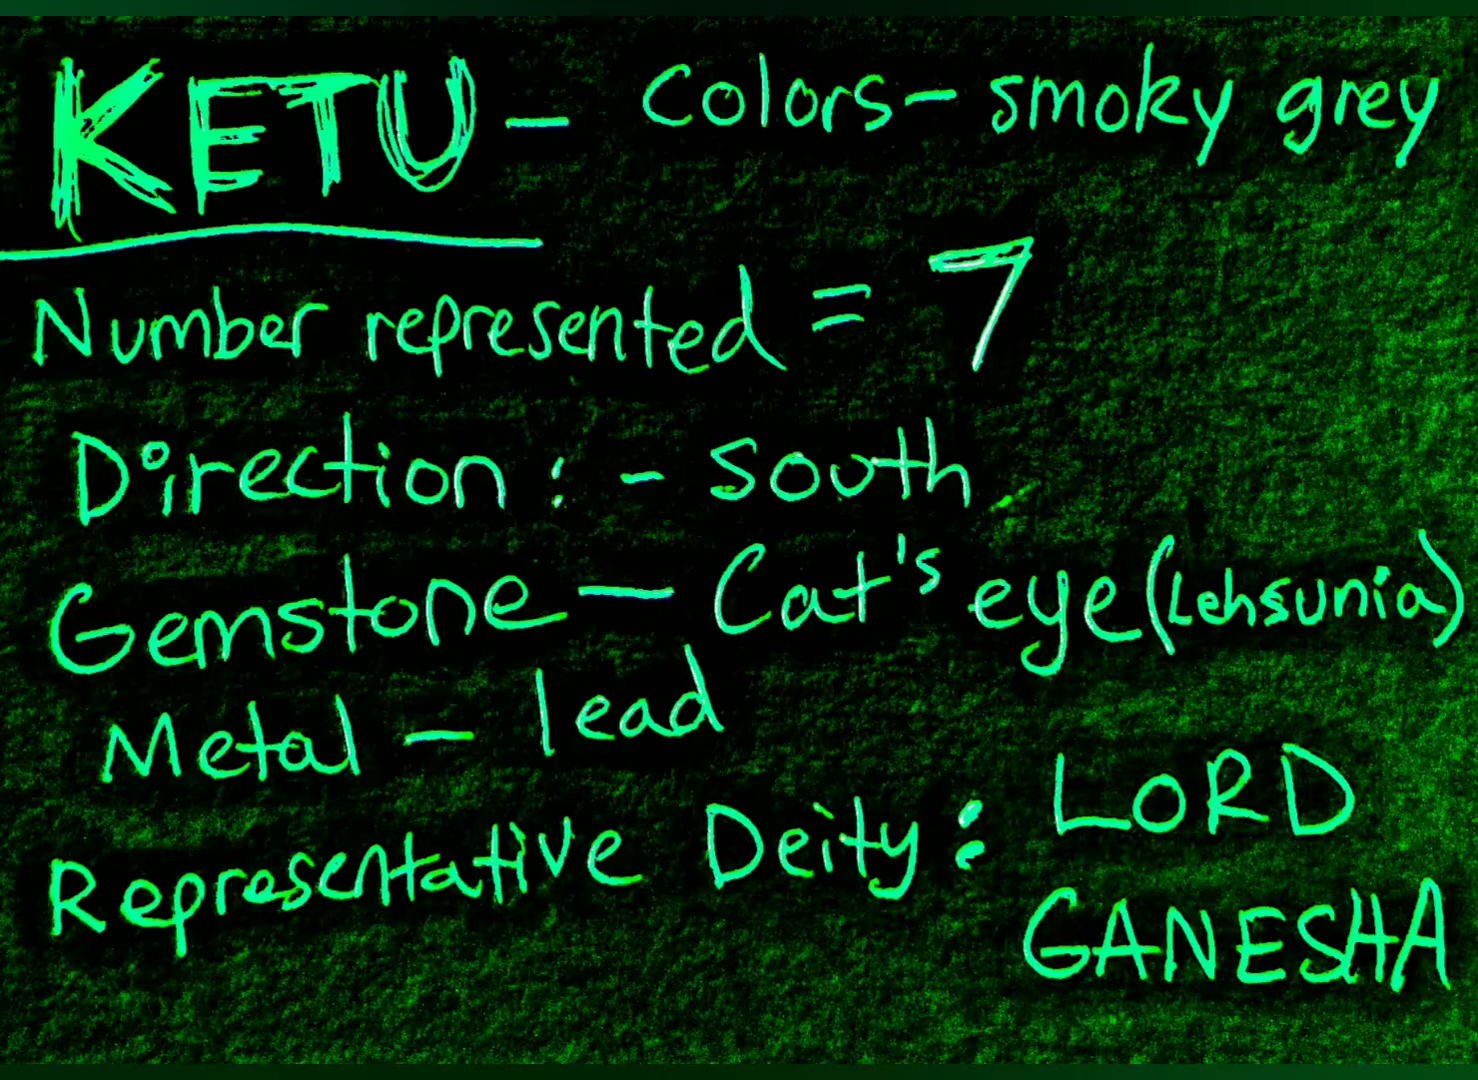 KETU - Colors - smoky grey
Number represented = 7
Direction : - south
Gemstone - Cat's eye (Lehsunia)
Metal - lead
Representative Deity : LORD
GANESHA